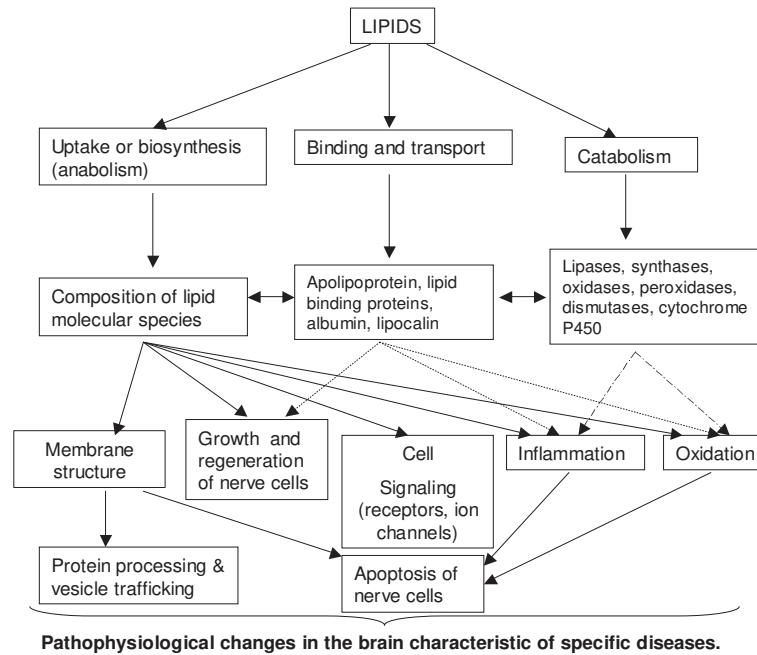 LIPIDS
Uptake or biosynthesis
(anabolism)
Binding and transport
Catabolism
Composition of lipid
molecular species
Apolipoprotein, lipid
binding proteins,
albumin, lipocalin
Lipases, synthases,
oxidases, peroxidases,
dismutases, cytochrome
P450
Membrane
structure
Growth and
regeneration
of nerve cells
Cell
Signaling
(receptors, ion
channels)
Inflammation
Oxidation
Protein processing &
vesicle trafficking
Apoptosis of
nerve cells
Pathophysiological changes in the brain characteristic of specific diseases.